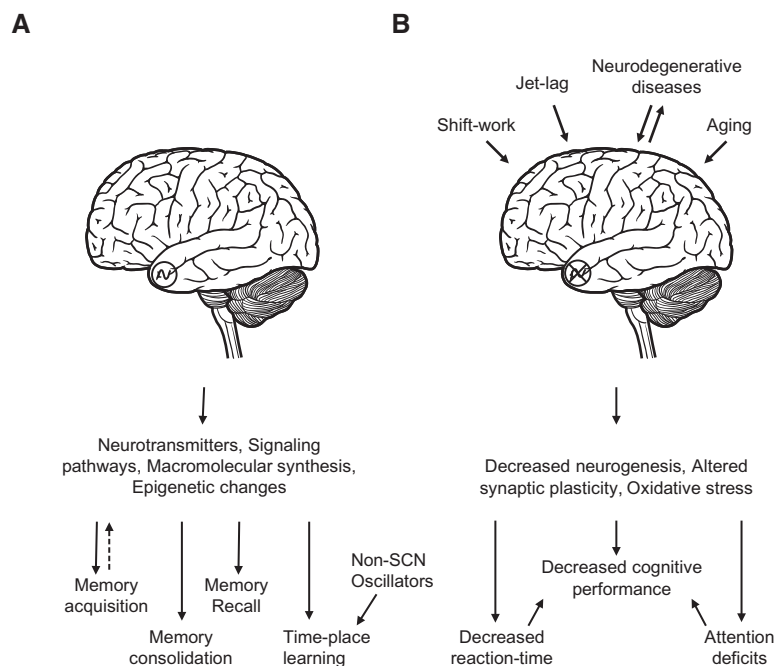 A
B
Neurodegenerative
diseases
Jet-lag
Shift-work
Aging
Neurotransmitters, Signaling
pathways, Macromolecular synthesis,
Epigenetic changes
Memory
acquisition
Memory
consolidation
Memory
Recall
Time-place
learning
Non-SCN
Oscillators
Decreased neurogenesis, Altered
synaptic plasticity, Oxidative stress
Decreased cognitive
performance
Decreased
reaction-time
Attention
deficits